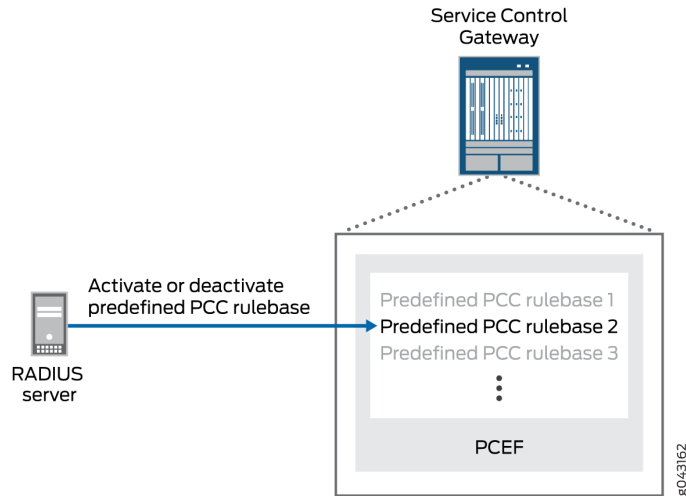 Service Control
Gateway
Activate or deactivate
predefined PCC rulebase
RADIUS
server
Predefined PCC rulebase 1
Predefined PCC rulebase 2
Predefined PCC rulebase 3
PCEF
g043162